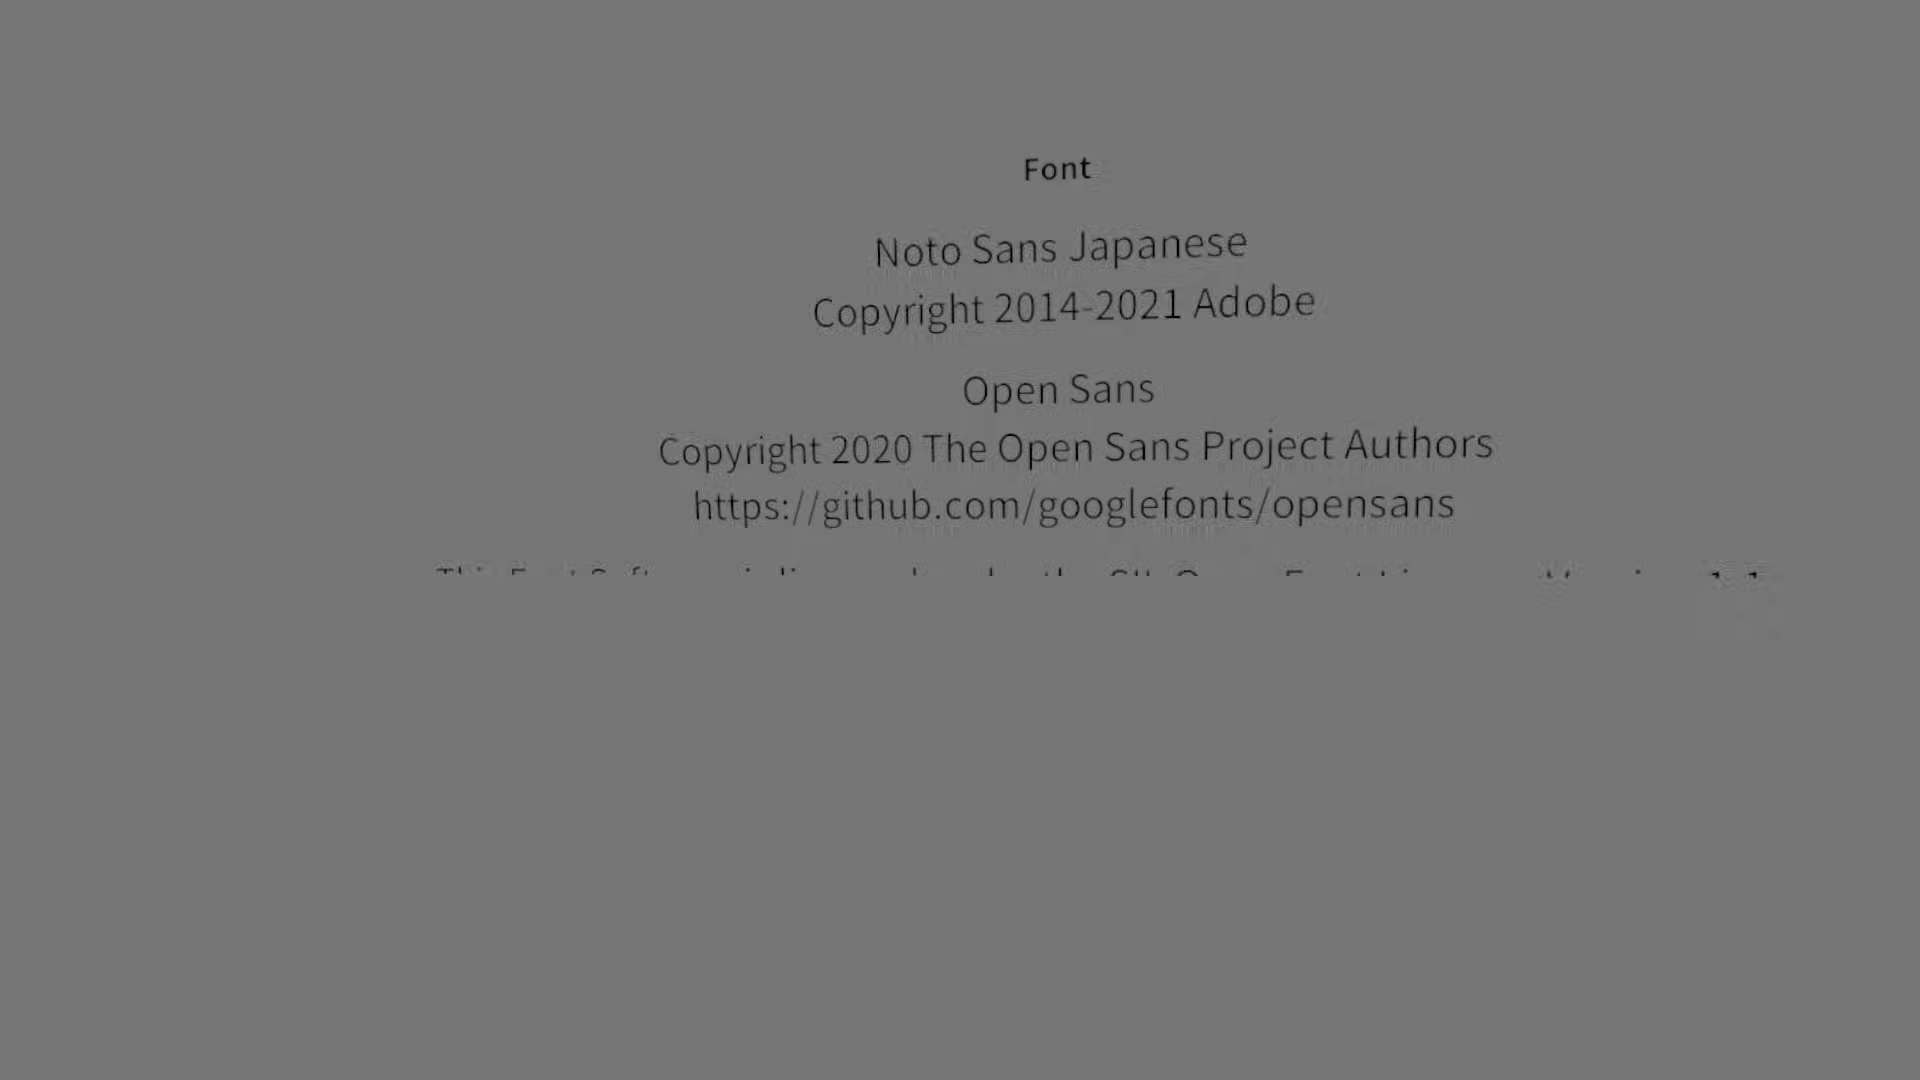 Font
Noto Sans Japanese
Copyright 2014-2021 Adobe
Open Sans
Copyright 2020 The Open Sans Project Authors
https://github.com/googlefonts/opensans